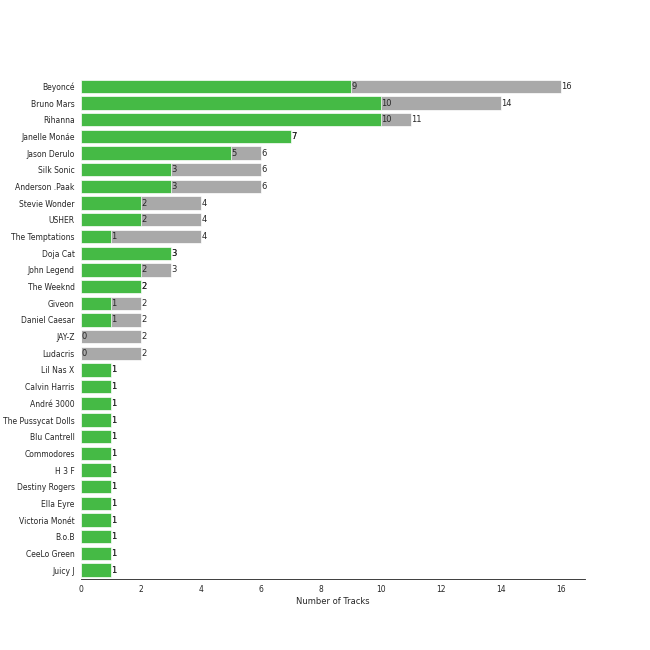 Beyoncé 9 16
Bruno Mars 10 14
Rihanna 10 11
Janelle Monáe 7
Jason Derulo 5 6
Silk Sonic 3 6
Anderson .Paak 3 6
Stevie Wonder 2 4
USHER 2 4
The Temptations 1 4
Doja Cat 3
John Legend 2 3
The Weeknd 2
Giveon 1 2
Daniel Caesar 1 2
JAY-Z 0 2
Ludacris 0 2
Lil Nas X 1
Calvin Harris 1
André 3000 1
The Pussycat Dolls 1
Blu Cantrell 1
Commodores 1
H 3 F 1
Destiny Rogers 1
Ella Eyre 1
Victoria Monét 1
B.o.B 1
CeeLo Green 1
Juicy J 1
0 2 4 6 8 10 12 14 16
Number of Tracks